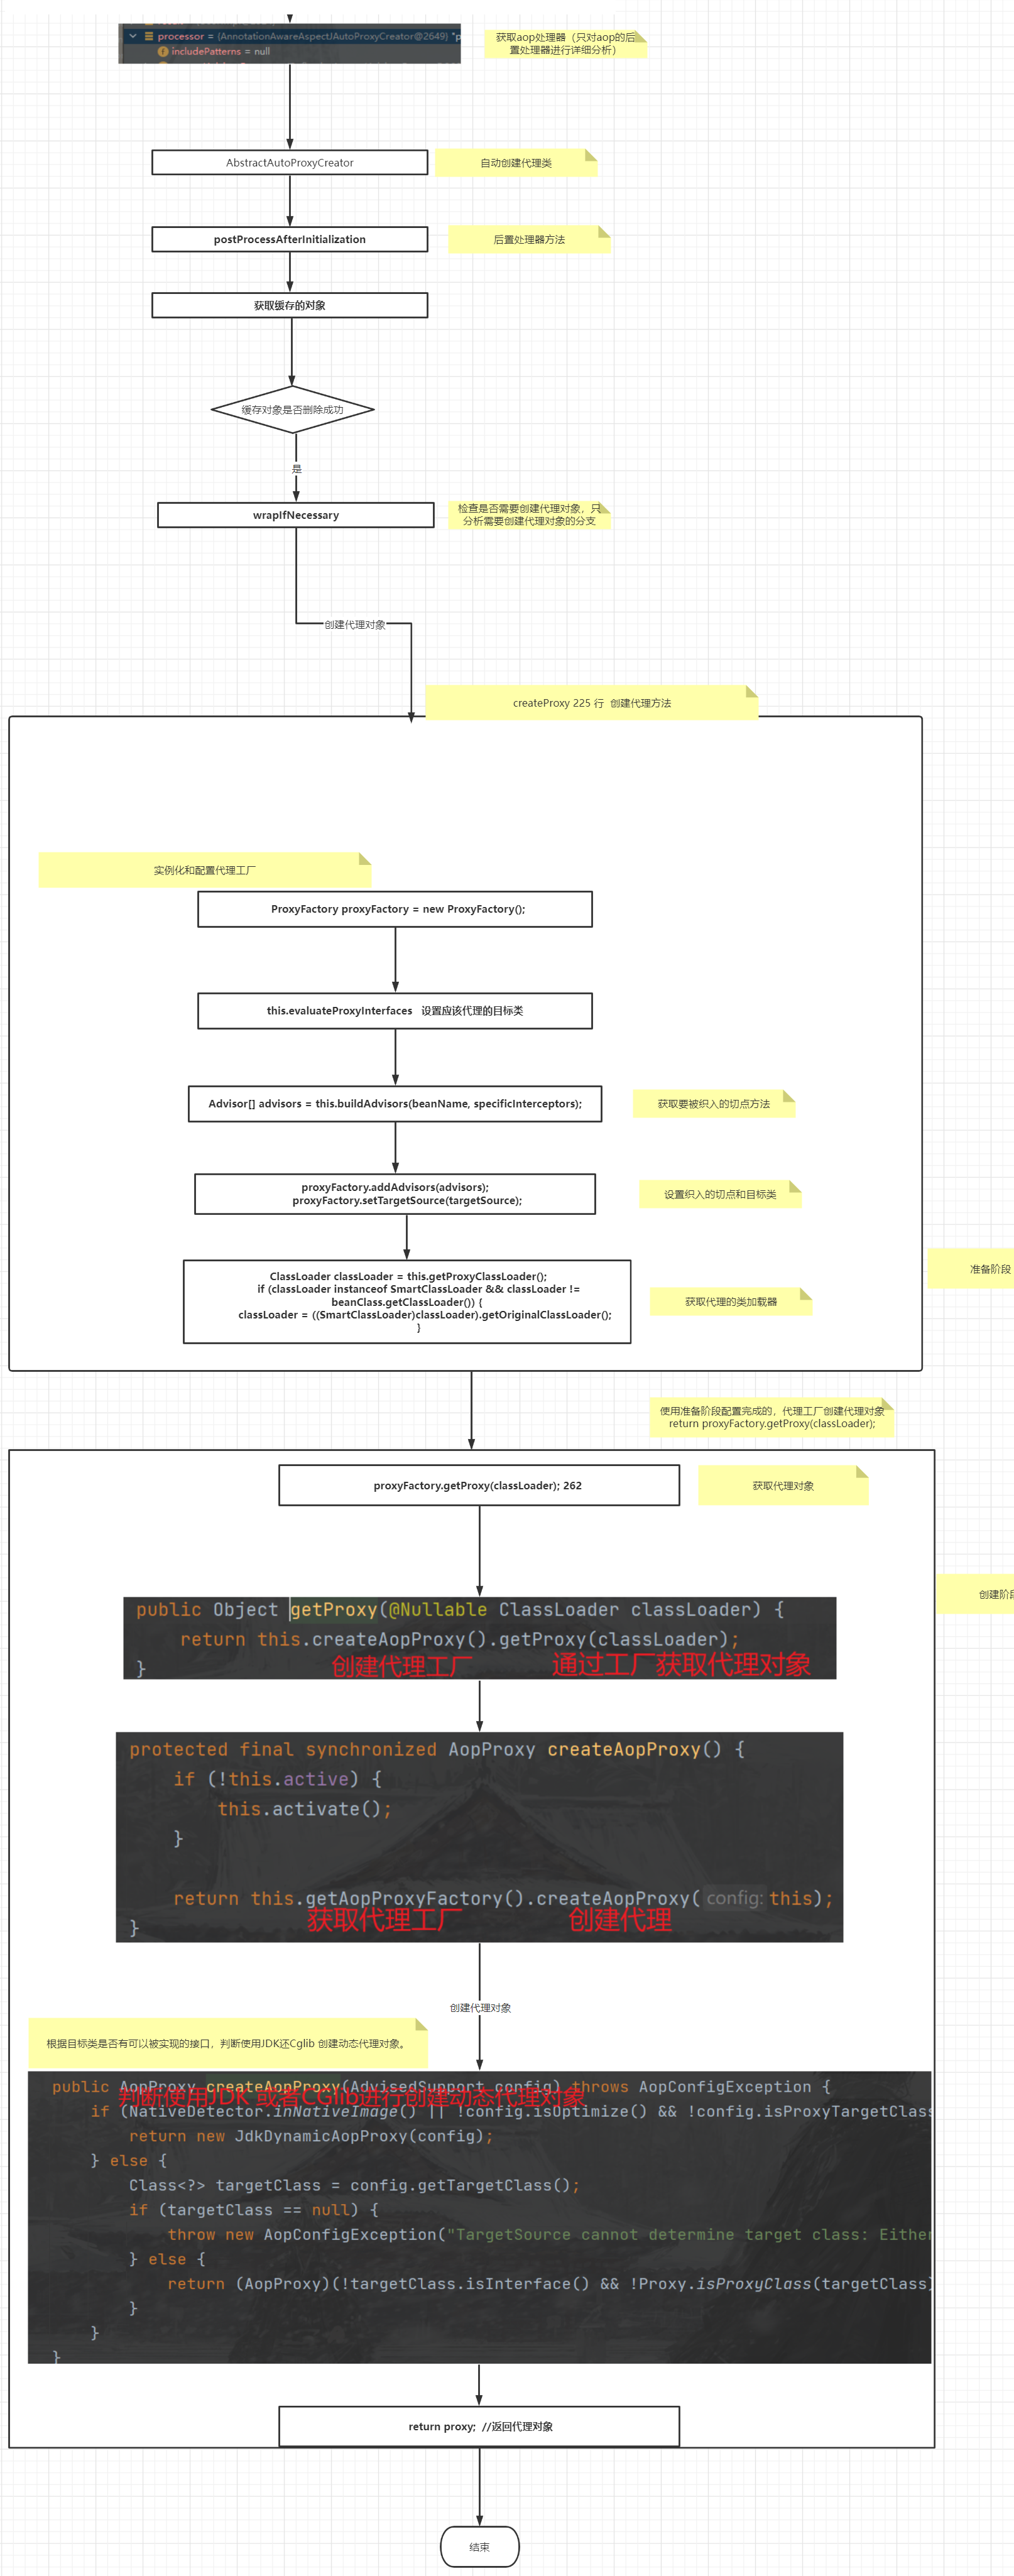 processor = {AnnotationAwareAspectJAutoProxyCreator@2649} "p
includePatterns = null
获取aop处理器（只对aop的后
置处理器进行详细分析）
AbstractAutoProxyCreator
自动创建代理类
postProcessAfterInitialization
后置处理器方法
获取缓存的对象
缓存对象是否删除成功
是
wrapIfNecessary
检查是否需要创建代理对象，只
分析需要创建代理对象的分支
创建代理对象
createProxy 225 行  创建代理方法
实例化和配置代理工厂
ProxyFactory proxyFactory = new ProxyFactory();
this.evaluateProxyInterfaces   设置应该代理的目标类
Advisor[] advisors = this.buildAdvisors(beanName, specificInterceptors);
获取要被织入的切点方法
proxyFactory.addAdvisors(advisors);
proxyFactory.setTargetSource(targetSource);
设置织入的切点和目标类
准备阶段
ClassLoader classLoader = this.getProxyClassLoader();
if (classLoader instanceof SmartClassLoader && classLoader !=
beanClass.getClassLoader()) {
classLoader = ((SmartClassLoader)classLoader).getOriginalClassLoader();
}
获取代理的类加载器
使用准备阶段配置完成的，代理工厂创建代理对象
return proxyFactory.getProxy(classLoader);
proxyFactory.getProxy(classLoader); 262
获取代理对象
创建阶段
public Object getProxy(@Nullable ClassLoader classLoader) {
return this.createAopProxy().getProxy(classLoader);
}
创建代理工厂
通过工厂获取代理对象
protected final synchronized AopProxy createAopProxy() {
if (!this.active) {
this.activate();
}
return this.getAopProxyFactory().createAopProxy( config: this);
}
获取代理工厂
创建代理
创建代理对象
根据目标类是否有可以被实现的接口，判断使用JDK还Cglib 创建动态代理对象。
public AopProxy createAopProxy(AdvisedSupport config) throws AopConfigException {
判断使用JDK 或者CGlib进行创建动态代理对象
if (NativeDetector.inNativeImage() || !config.isOptimize() && !config.isProxyTargetClass
return new JdkDynamicAopProxy(config);
} else {
Class<?> targetClass = config.getTargetClass();
if (targetClass == null) {
throw new AopConfigException("TargetSource cannot determine target class: Either
} else {
return (AopProxy)(!targetClass.isInterface() && !Proxy.isProxyClass(targetClass)
}
}
}
return proxy;  //返回代理对象
结束